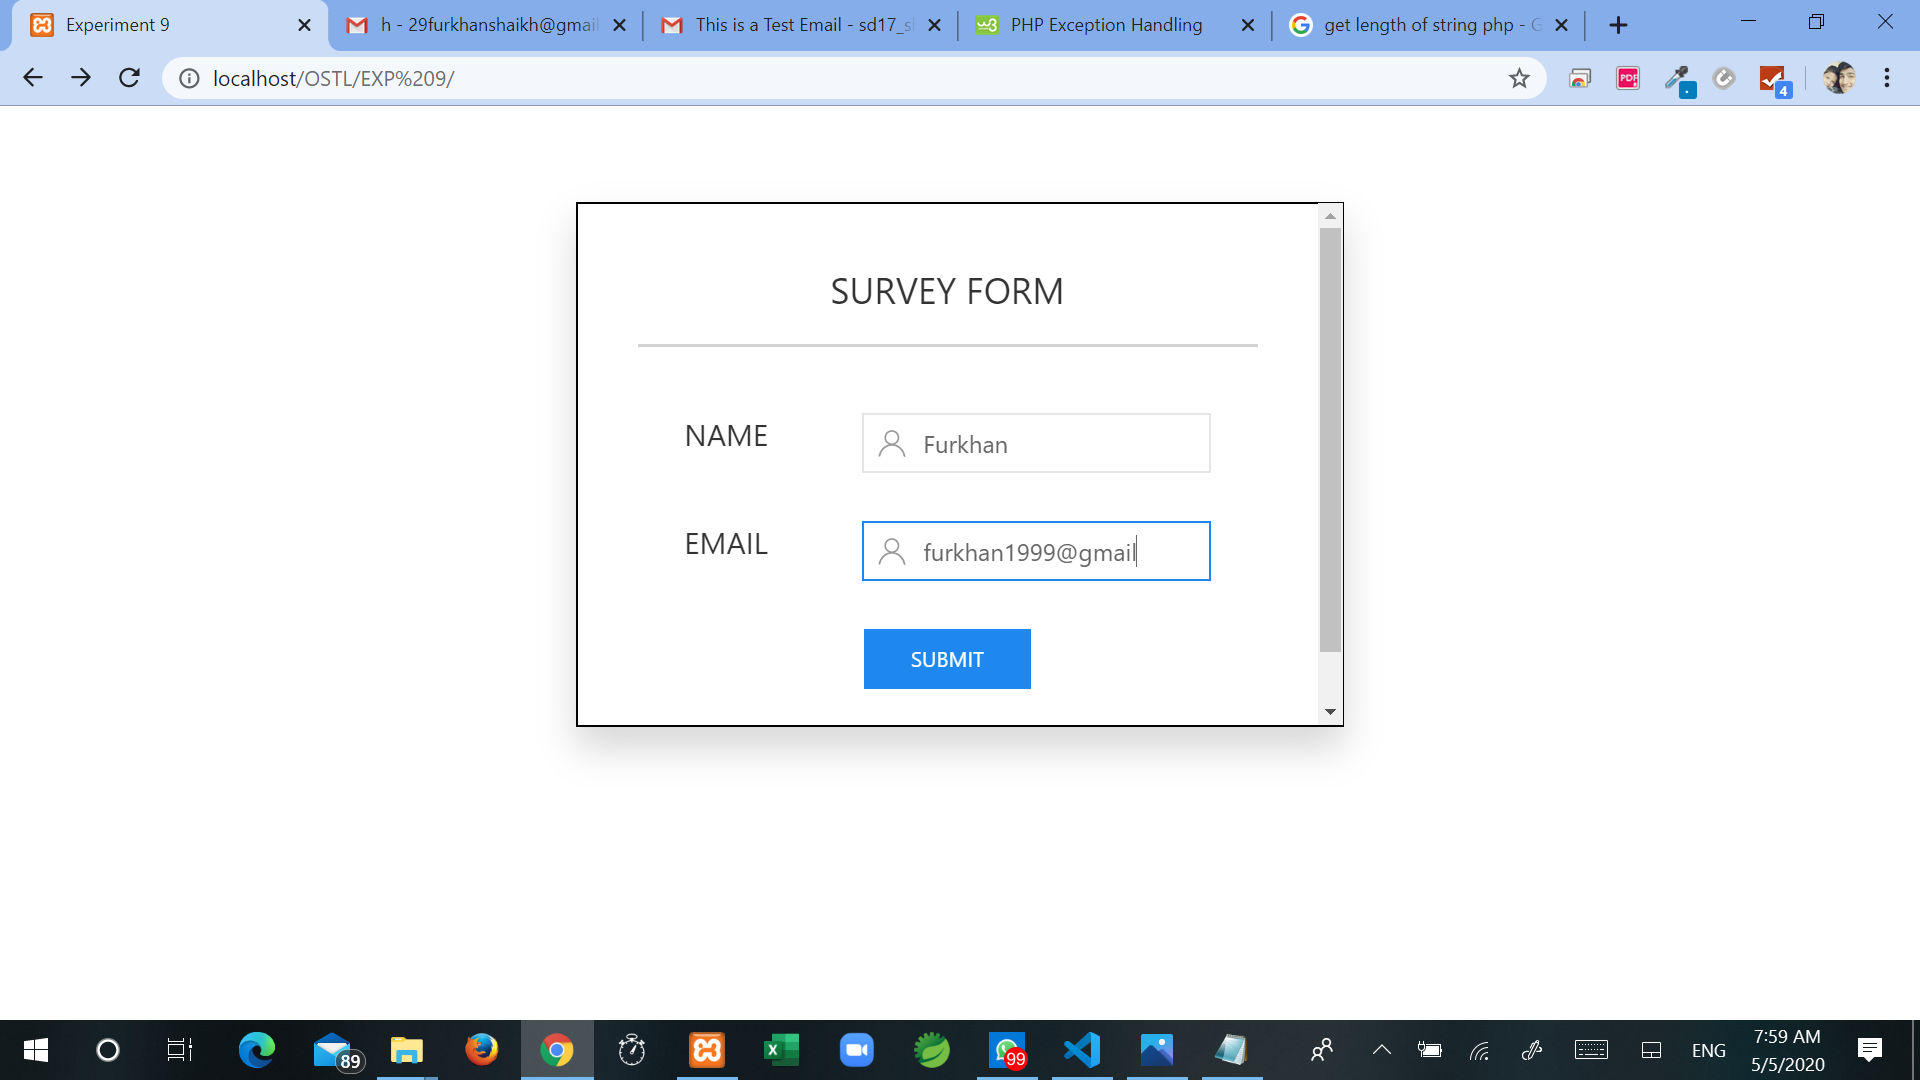 Experiment 9
h - 29furkhanshaikh@gmail
This is a Test Email - sd17_s
PHP Exception Handling
get length of string php - G
localhost/OSTL/EXP%209/
PDF
4
SURVEY FORM
NAME
Furkhan
EMAIL
furkhan1999@gmail
SUBMIT
89
99
ENG
7:59 AM
5/5/2020